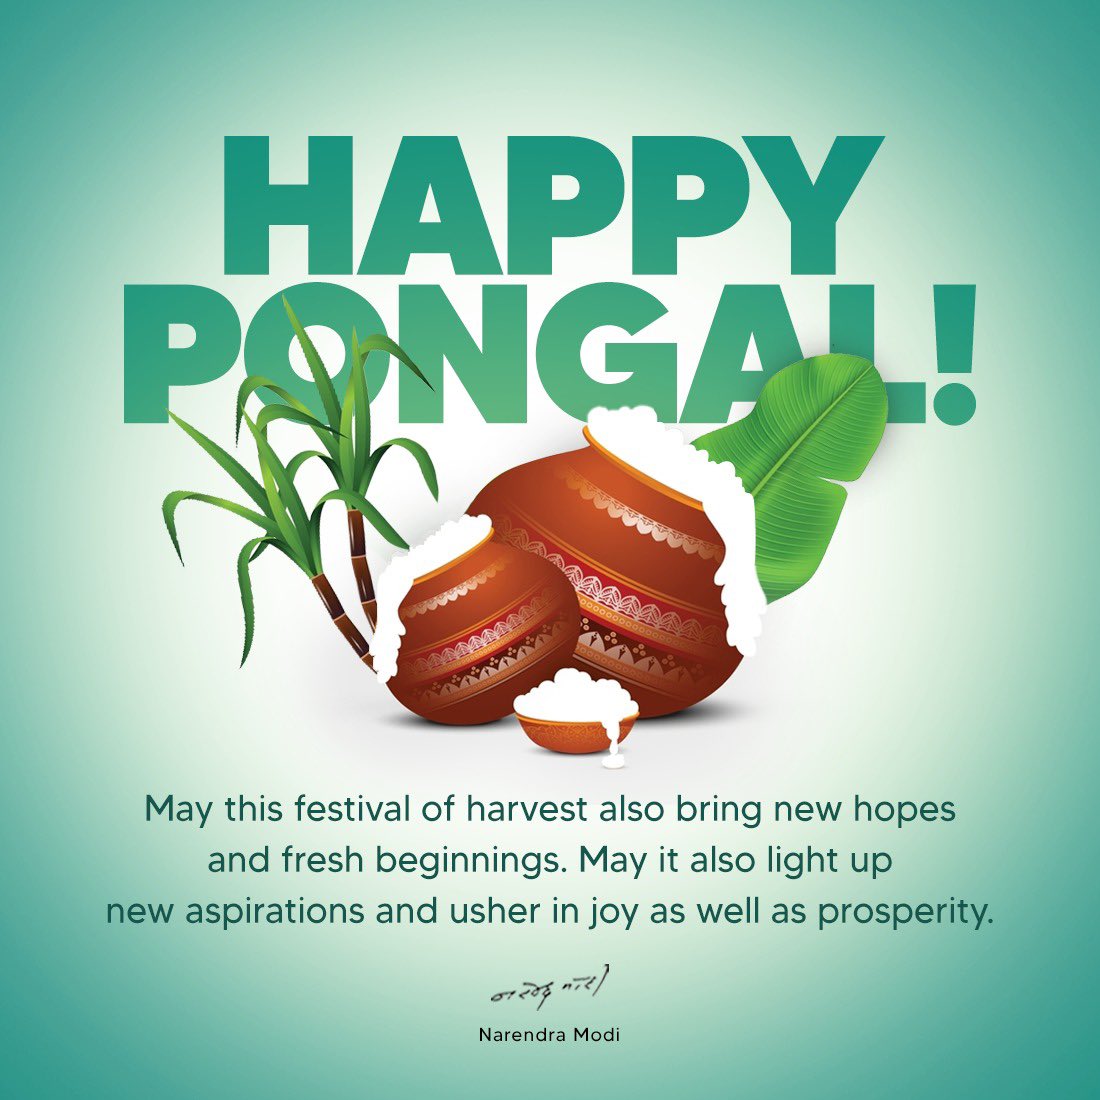 HAPPY
PONGAL!
May this festival of harvest also bring new hopes
and fresh beginnings. May it also light up
new aspirations and usher in joy as well as prosperity.
नरेन्द्र मोदी
Narendra Modi